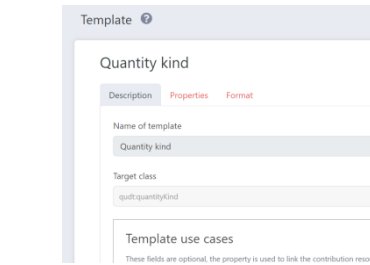 Template ?
Quantity kind
Description Properties Format
Name of template
Quantity kind
Target class
qudt:quantityKind
Template use cases
These fields are optional, the property is used to link the contribution